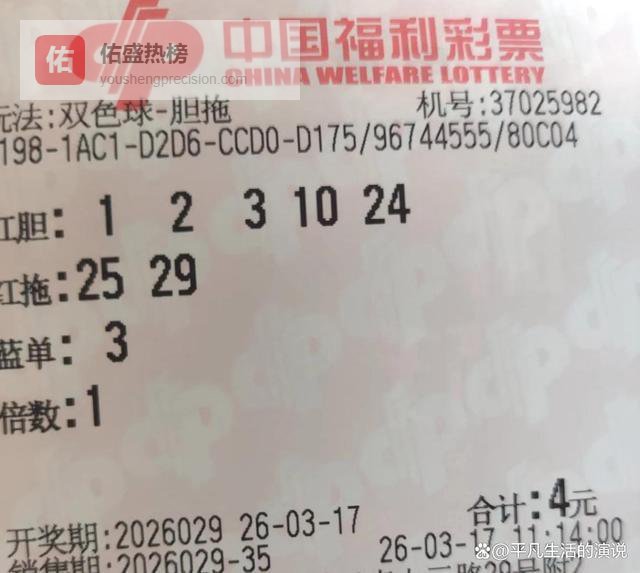 佑 佑盛热榜
youshengprecision.com
中国福利彩票
CHINA WELFARE LOTTERY
玩法:双色球-胆拖 机号:37025982
198-1AC1-D2D6-CCD0-D175/96744555/80C04
红胆: 1 2 3 10 24
红拖:25 29
蓝单: 3
倍数:1
合计:4元
开奖期:2026029 26-03-17
26-03-17 11:14:00
销售期:2026029-35
@平凡生活的演说